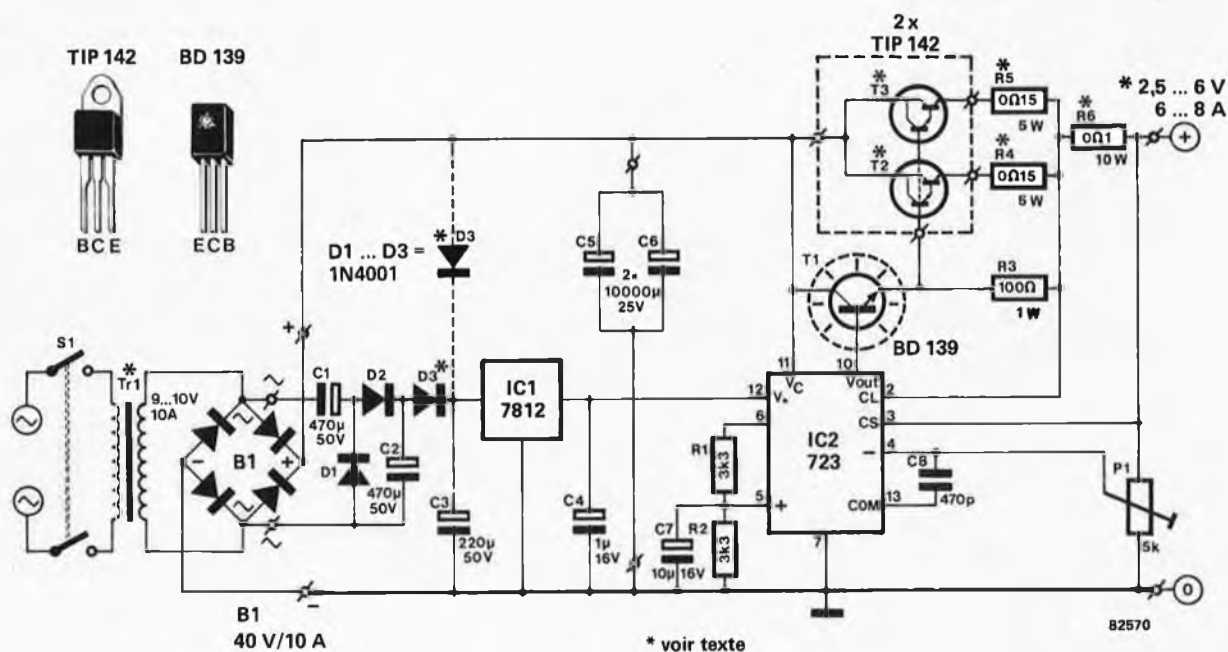 TIP 142
BD 139
BCE
ECB
2x
TIP 142
*
T3
*
R5
0Ω15
5 W
* 2,5 ... 6 V
6 ... 8 A
*
R6
0Ω1
10 W
+
*
T2
*
R4
0Ω15
5 W
D1 ... D3 =
1N4001
* D3
C5
C6
2x
10000µ
25V
T1
R3
100Ω
1 W
BD 139
+
S1
*
Tr1
9...10V
10A
~
~
−
B1
+
~
~
C1
470µ
50V
D2
D3 *
D1
C2
470µ
50V
IC1
7812
C3
220µ
50V
C4
1µ
16V
11
VC
10
Vout
12
V+
2
CL
6
3
CS
IC2
723
4
−
5
+
COM
13
7
R1
3k3
C7
10µ
16V
R2
3k3
C8
470p
P1
5k
−
0
B1
40 V/10 A
* voir texte
82570